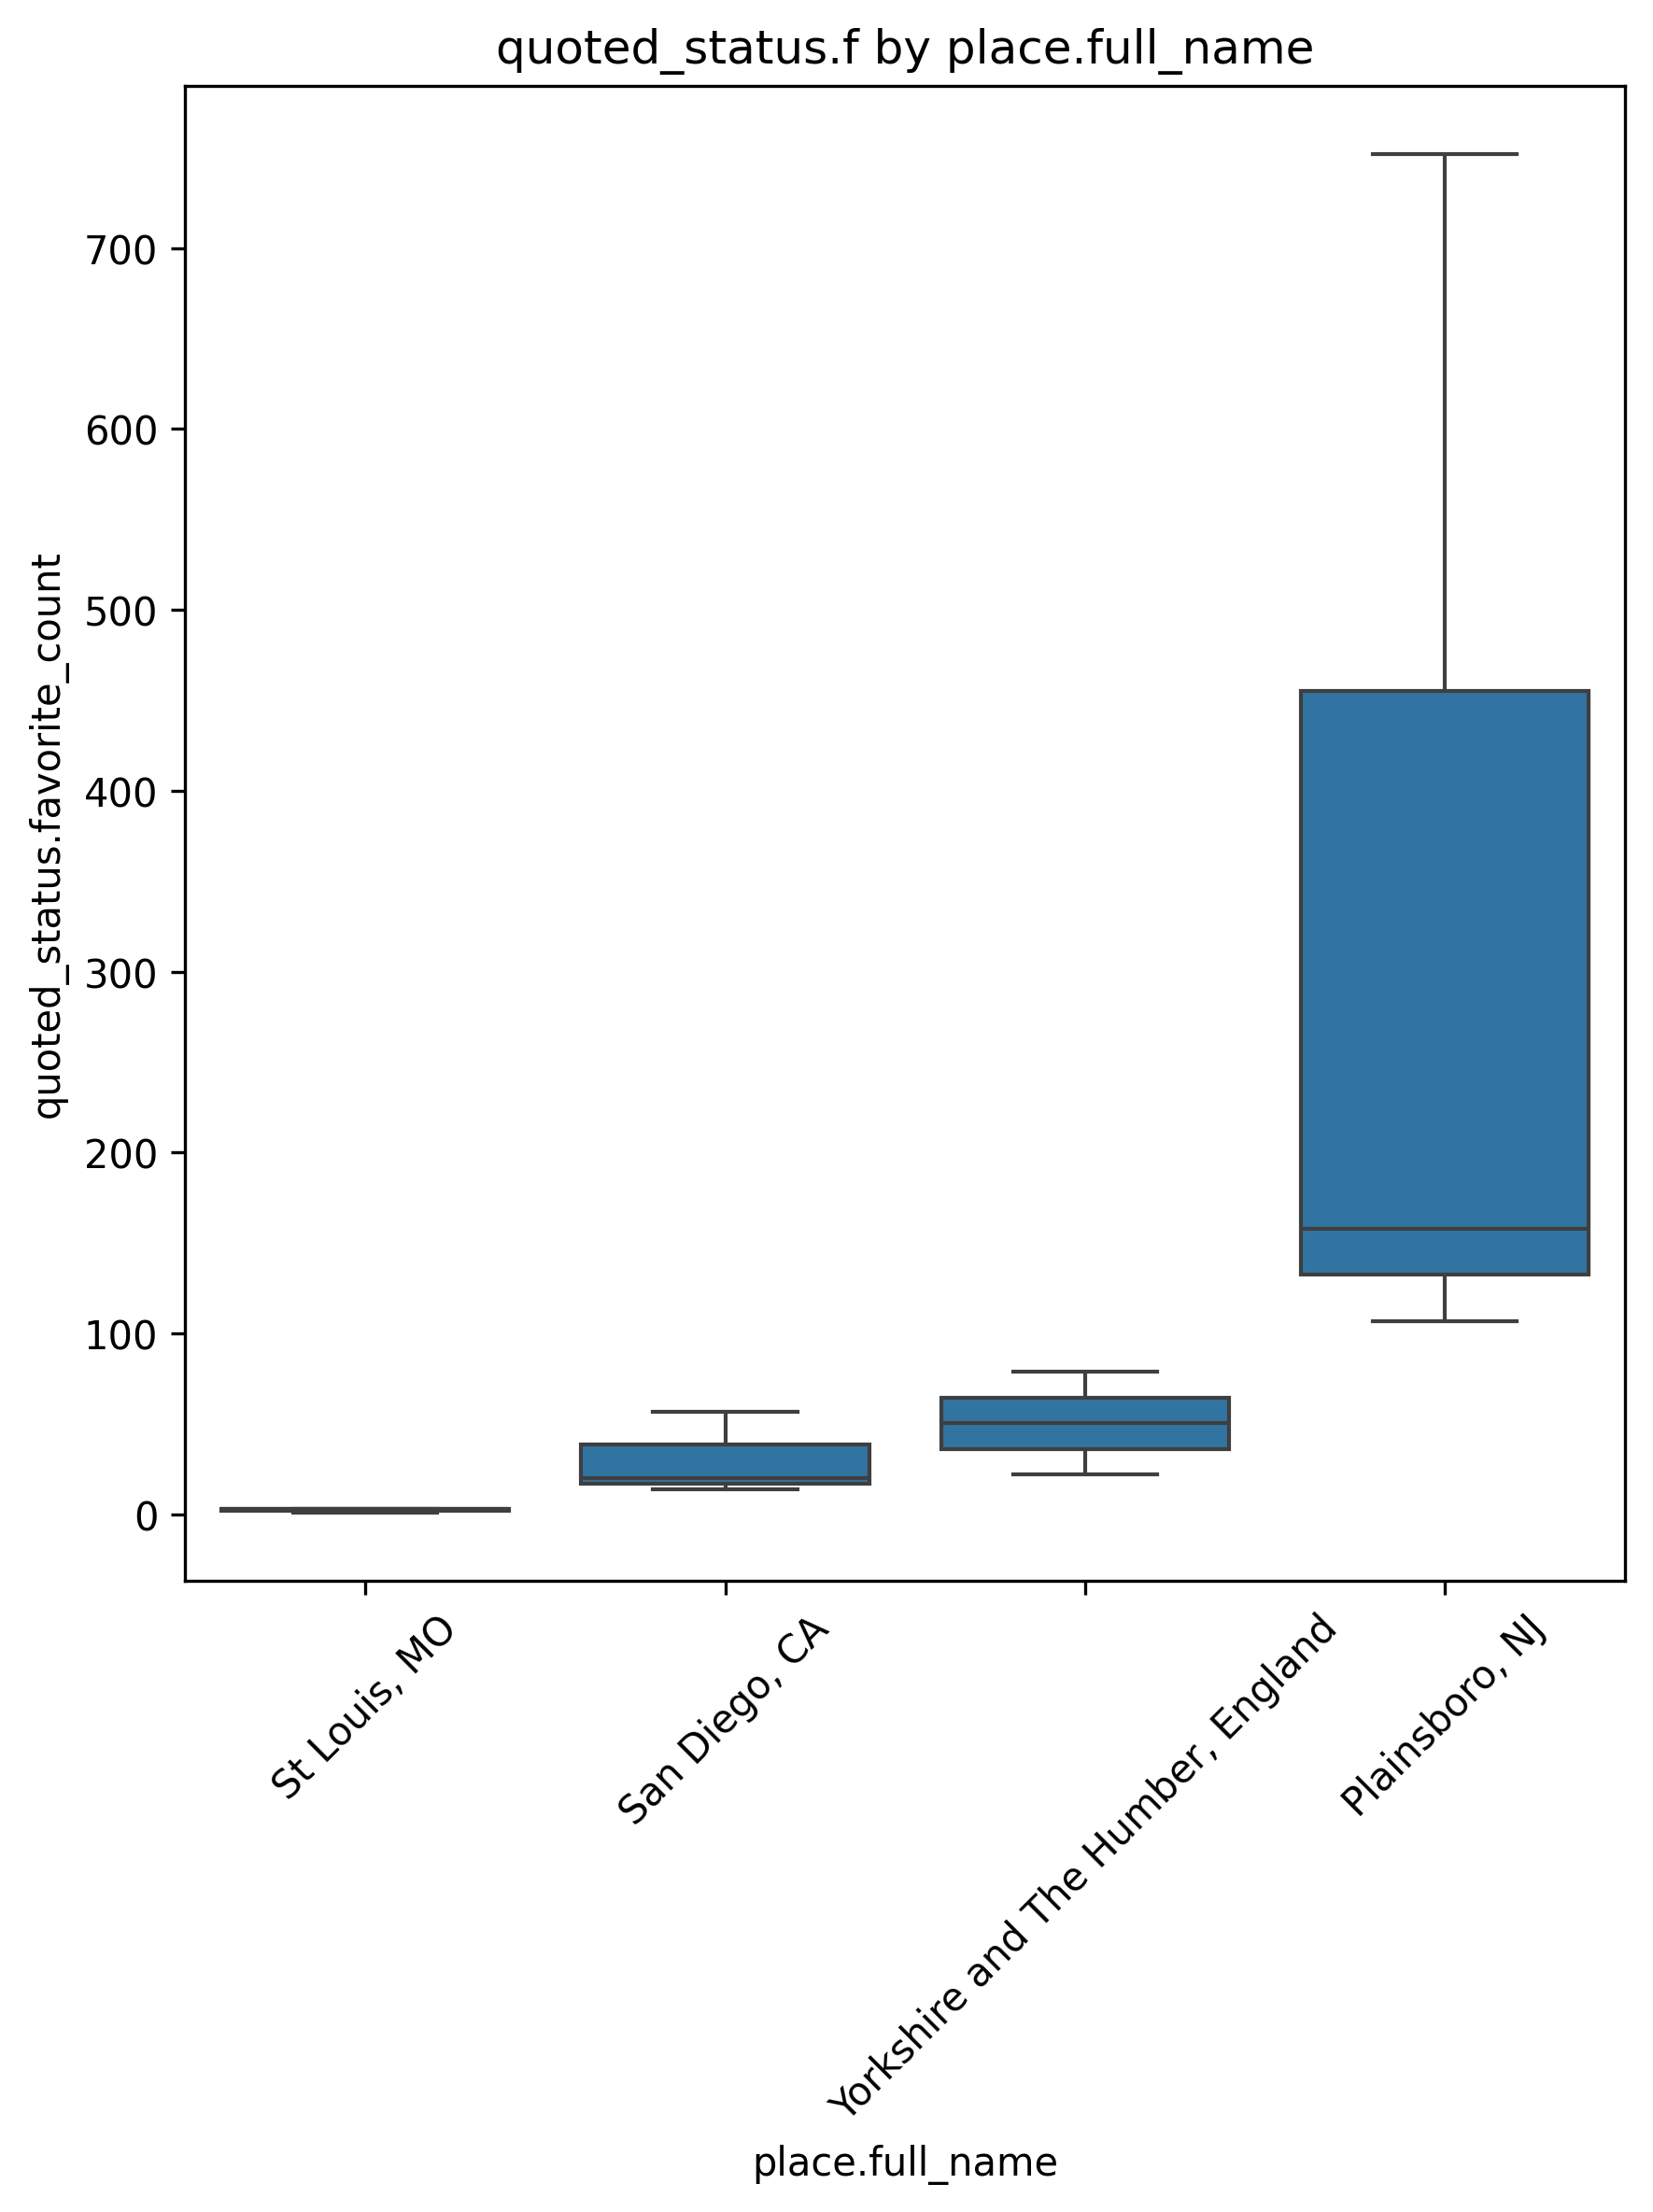 quoted_status.f by place.full_name
quoted_status.favorite_count
700
600
500
400
300
200
100
0
St Louis, MO
San Diego, CA
Yorkshire and The Humber, England
Plainsboro, NJ
place.full_name